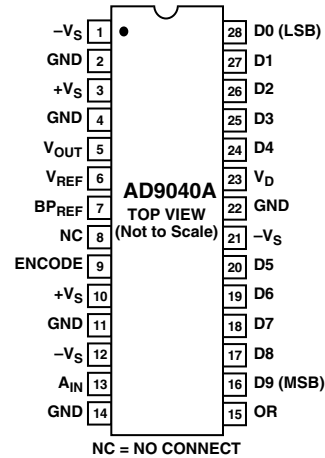 –VS 1 28 D0 (LSB)
GND 2 27 D1
+VS 3 26 D2
GND 4 25 D3
VOUT 5 24 D4
VREF 6 23 VD
BPREF 7 22 GND
NC 8 21 –VS
ENCODE 9 20 D5
+VS 10 19 D6
GND 11 18 D7
–VS 12 17 D8
AIN 13 16 D9 (MSB)
GND 14 15 OR
AD9040A
TOP VIEW
(Not to Scale)
NC = NO CONNECT